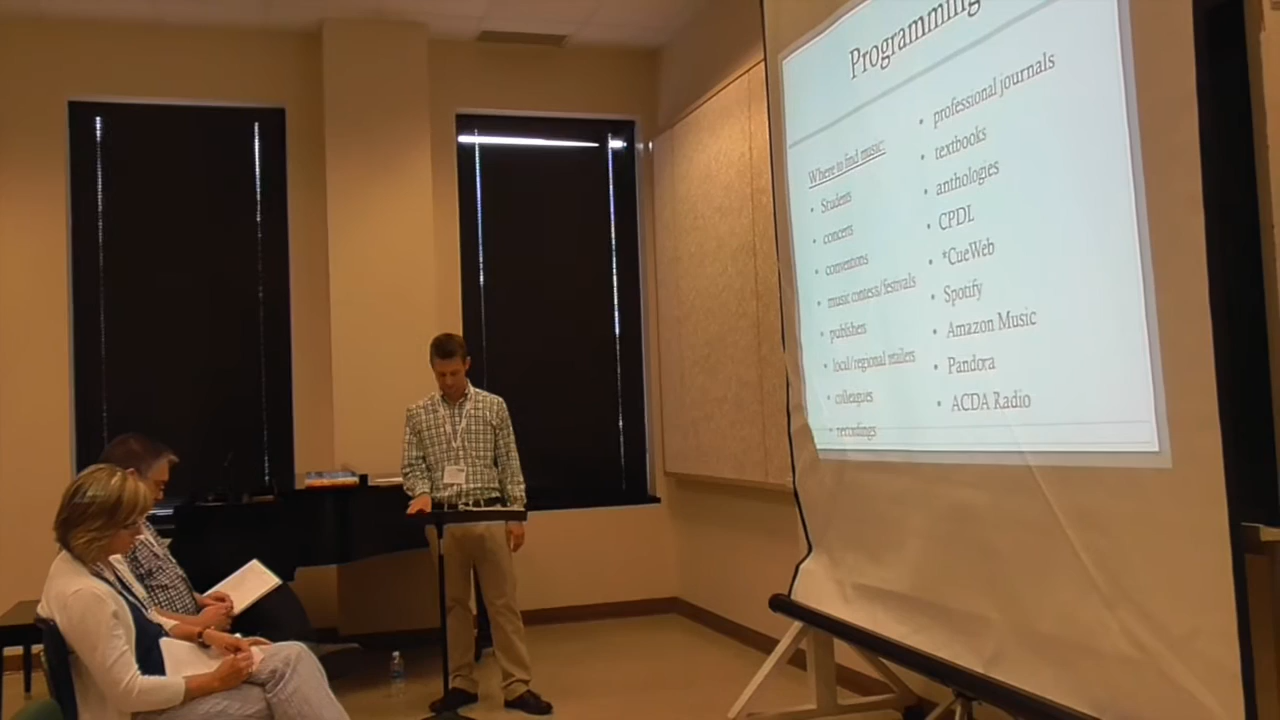 Programming
Where to find music:
• Students
• concerts
• conventions
• music contests/festivals
• publishers
• local/regional retailers
• colleagues
• recordings
• professional journals
• textbooks
• anthologies
• CPDL
• *CueWeb
• Spotify
• Amazon Music
• Pandora
• ACDA Radio